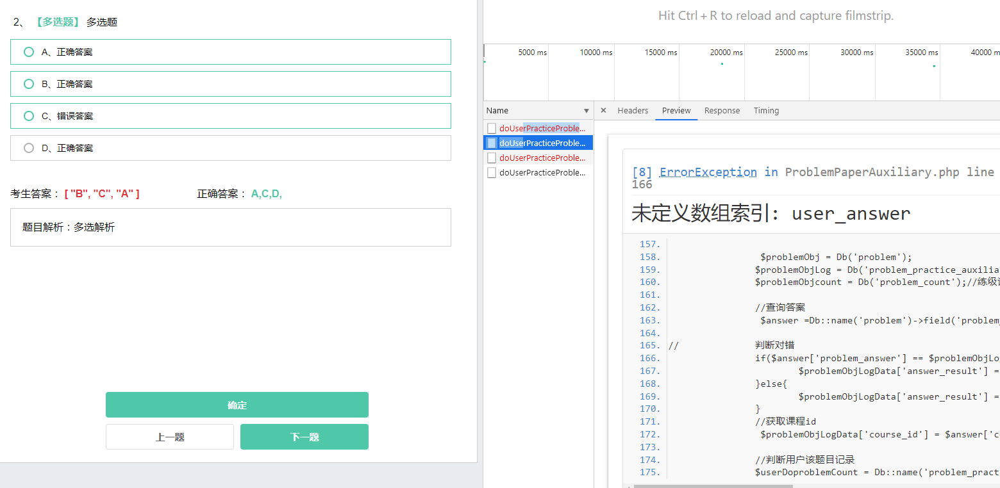 2、 【多选题】 多选题
A、正确答案
B、正确答案
C、错误答案
D、正确答案
考生答案： [ "B", "C", "A" ] 正确答案： A,C,D,
题目解析：多选解析
确定
上一题 下一题
Hit Ctrl + R to reload and capture filmstrip.
5000 ms 10000 ms 15000 ms 20000 ms 25000 ms 30000 ms 35000 ms 40000 ms
Name ▼ × Headers Preview Response Timing
doUserPracticeProble...
doUserPracticeProble...
doUserPracticeProble...
doUserPracticeProble...
[8] ErrorException in ProblemPaperAuxiliary.php line
166
未定义数组索引: user_answer
157.
158. $problemObj = Db('problem');
159. $problemObjLog = Db('problem_practice_auxilia
160. $problemObjcount = Db('problem_count');//练级
161.
162. //查询答案
163. $answer =Db::name('problem')->field('problem_
164.
165. // 判断对错
166. if($answer['problem_answer'] == $problemObjLo
167. $problemObjLogData['answer_result'] =
168. }else{
169. $problemObjLogData['answer_result'] =
170. }
171. //获取课程id
172. $problemObjLogData['course_id'] = $answer['c
173.
174. //判断用户该题目记录
175. $userDoproblemCount = Db::name('problem_pract